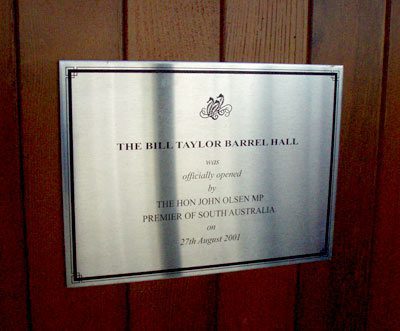 THE BILL TAYLOR BARREL HALL
was
officially opened
by
THE HON JOHN OLSEN MP
PREMIER OF SOUTH AUSTRALIA
on
27th August 2001